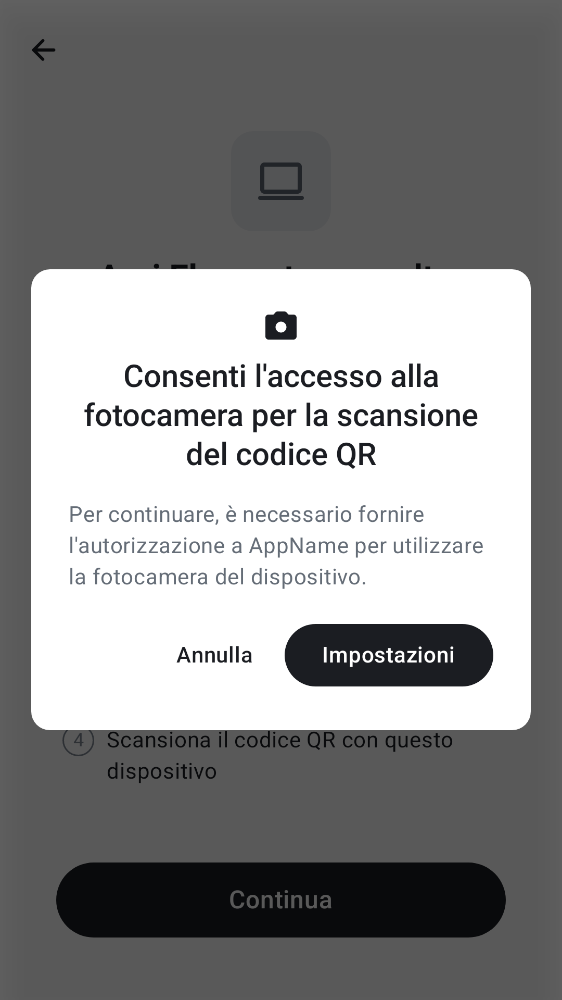 Consenti l'accesso alla
fotocamera per la scansione
del codice QR
Per continuare, è necessario fornire
l'autorizzazione a AppName per utilizzare
la fotocamera del dispositivo.
Annulla
Impostazioni
4
Scansiona il codice QR con questo
dispositivo
Continua